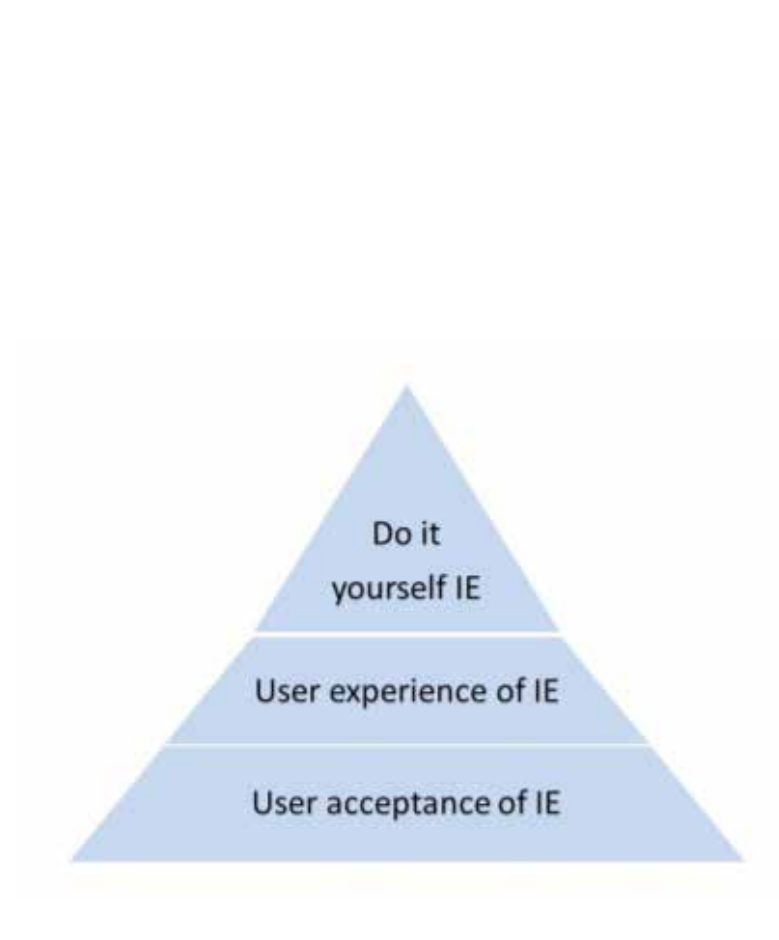 Do it
yourself IE
User experience of IE
User acceptance of IE